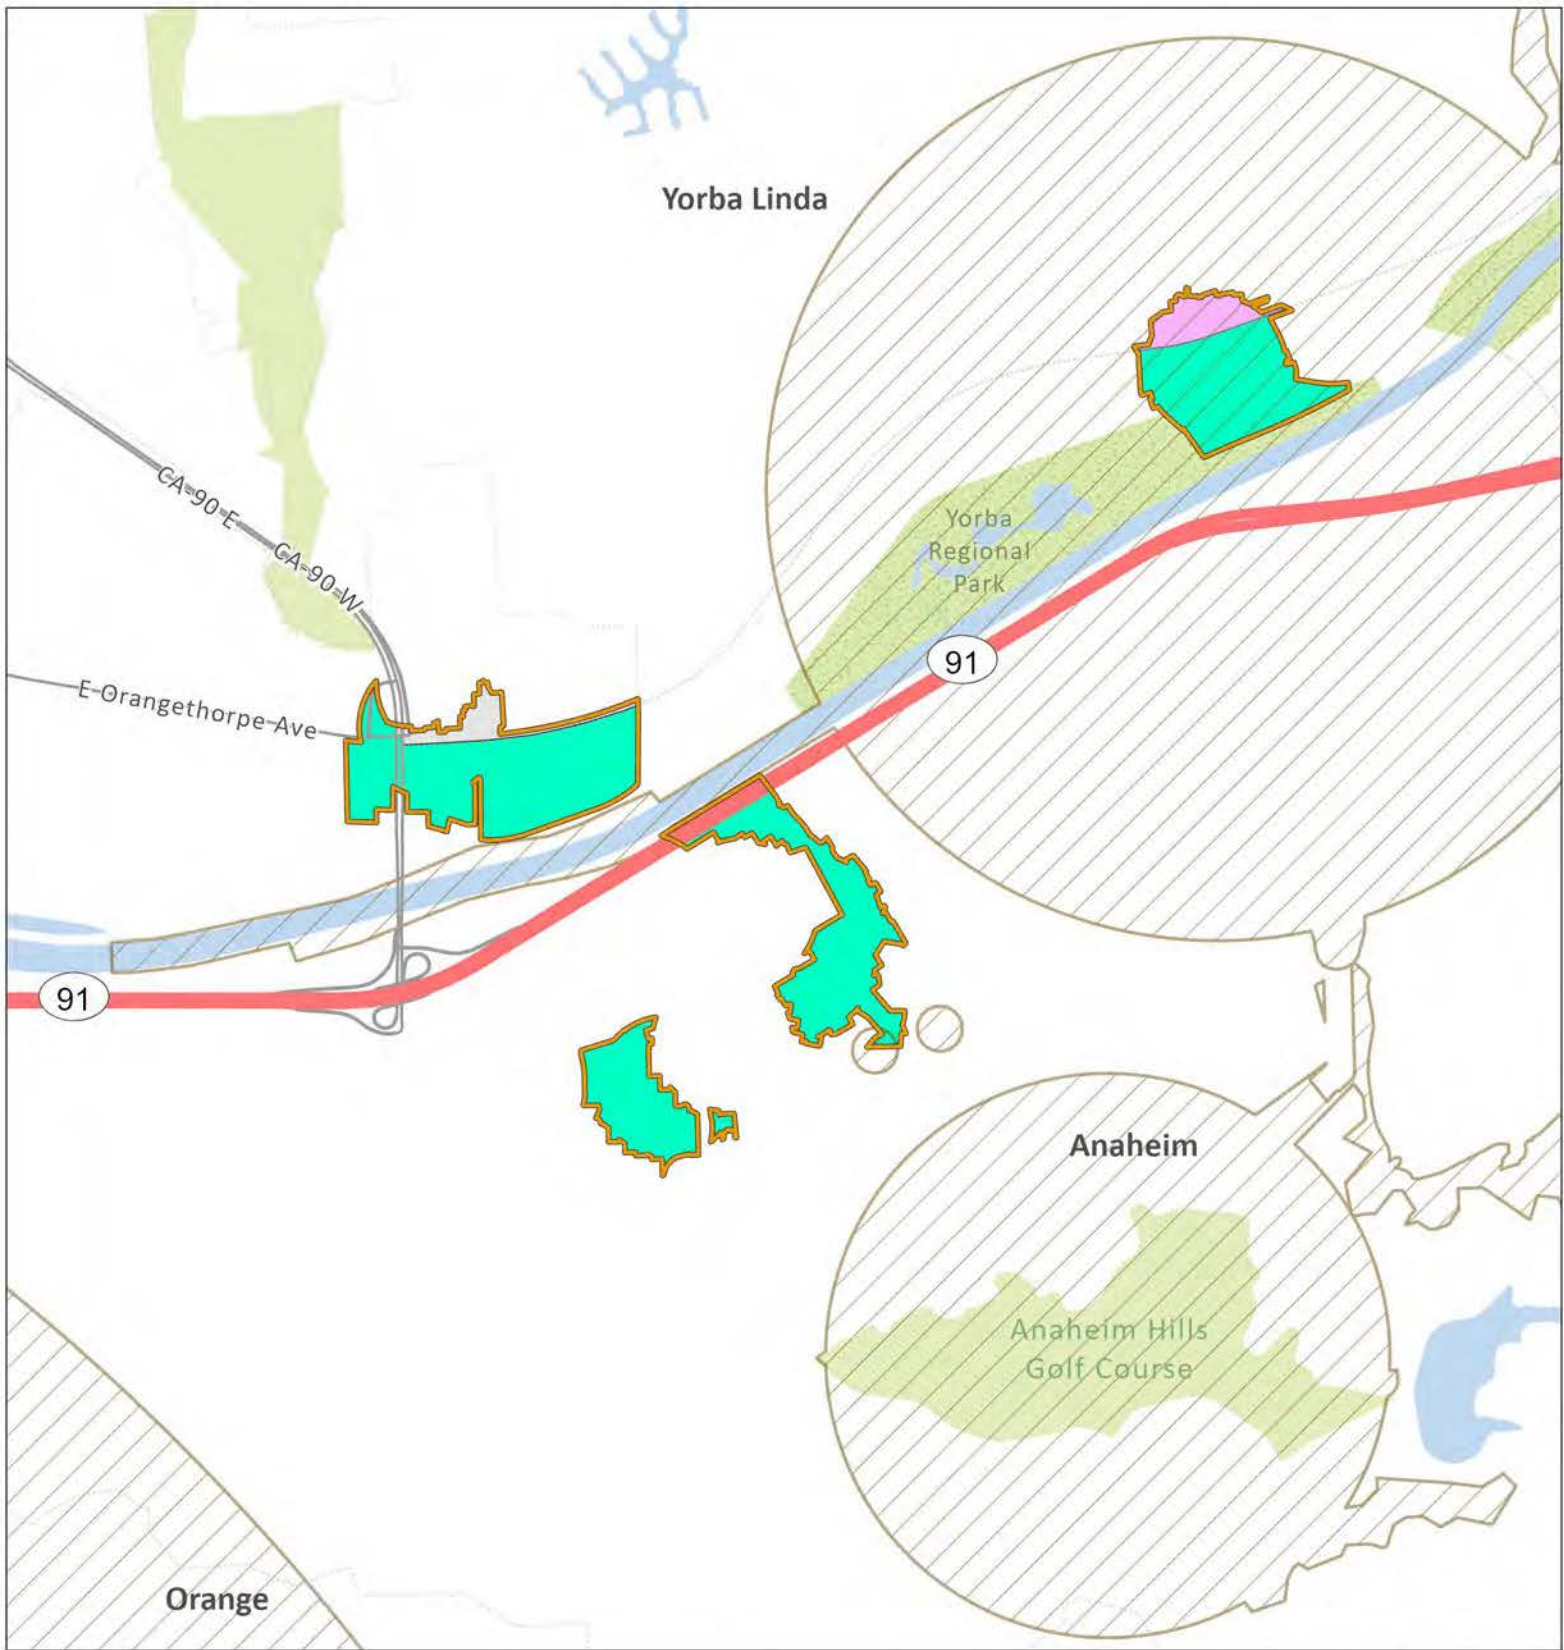 Yorba Linda
CA-90 E
CA-90-W
Yorba
Regional
Park
91
E-Orangethorpe-Ave
91
Anaheim
Anaheim Hills
Golf Course
Orange